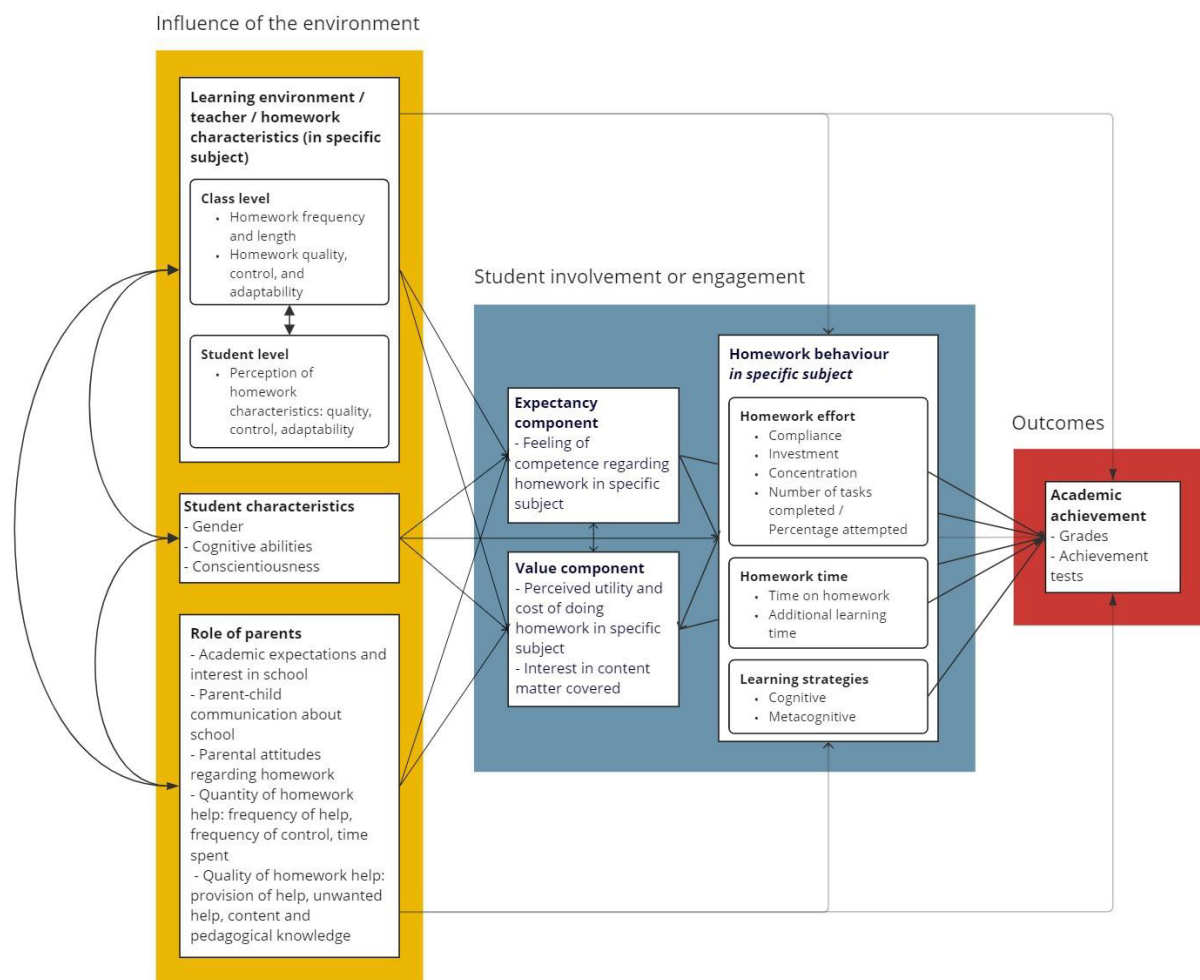 Influence of the environment
Learning environment /
teacher / homework
characteristics (in specific
subject)
Class level
• Homework frequency
and length
• Homework quality,
control, and
adaptability
Student level
• Perception of
homework
characteristics: quality,
control, adaptability
Student characteristics
- Gender
- Cognitive abilities
- Conscientiousness
Role of parents
- Academic expectations and
interest in school
- Parent-child
communication about
school
- Parental attitudes
regarding homework
- Quantity of homework
help: frequency of help,
frequency of control, time
spent
- Quality of homework help:
provision of help, unwanted
help, content and
pedagogical knowledge
Student involvement or engagement
Expectancy
component
- Feeling of
competence regarding
homework in specific
subject
Value component
- Perceived utility and
cost of doing
homework in specific
subject
- Interest in content
matter covered
Homework behaviour
in specific subject
Homework effort
• Compliance
• Investment
• Concentration
• Number of tasks
completed /
Percentage attempted
Homework time
• Time on homework
• Additional learning
time
Learning strategies
• Cognitive
• Metacognitive
Outcomes
Academic
achievement
- Grades
- Achievement
tests